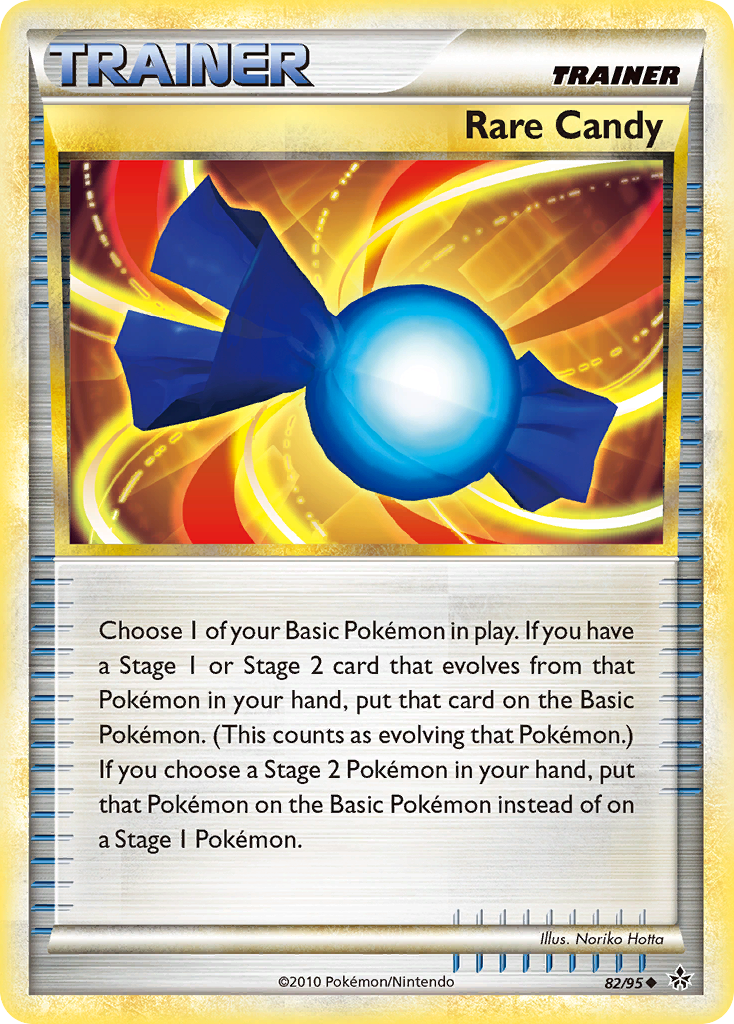 TRAINER
TRAINER
Rare Candy
Choose 1 of your Basic Pokémon in play. If you have
a Stage 1 or Stage 2 card that evolves from that
Pokémon in your hand, put that card on the Basic
Pokémon. (This counts as evolving that Pokémon.)
If you choose a Stage 2 Pokémon in your hand, put
that Pokémon on the Basic Pokémon instead of on
a Stage 1 Pokémon.
Illus. Noriko Hotta
©2010 Pokémon/Nintendo
82/95